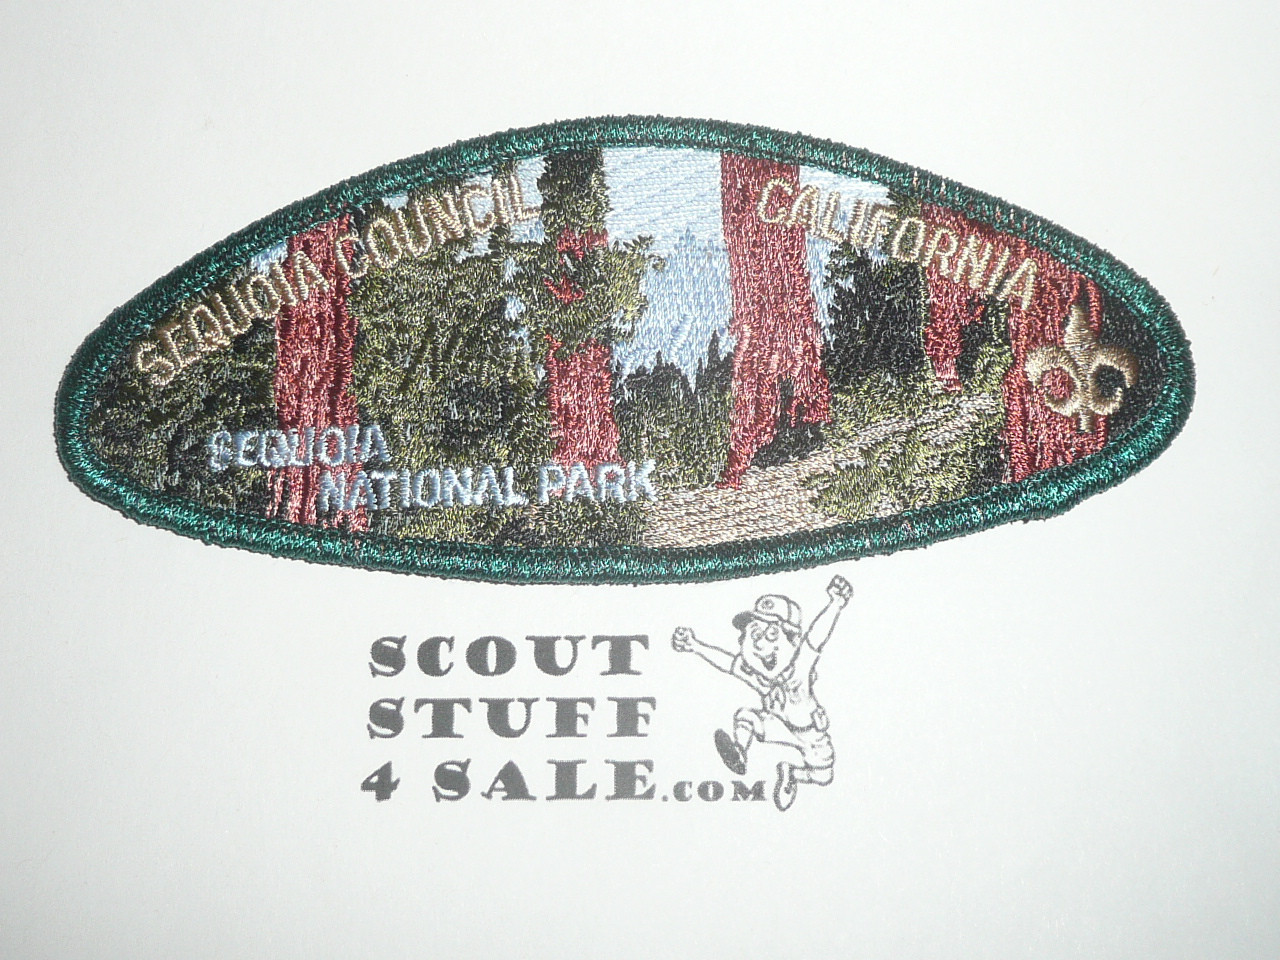 SEQUOIA COUNCIL
CALIFORNIA
SEQUOIA
NATIONAL PARK
SCOUT
STUFF
4 SALE.COM